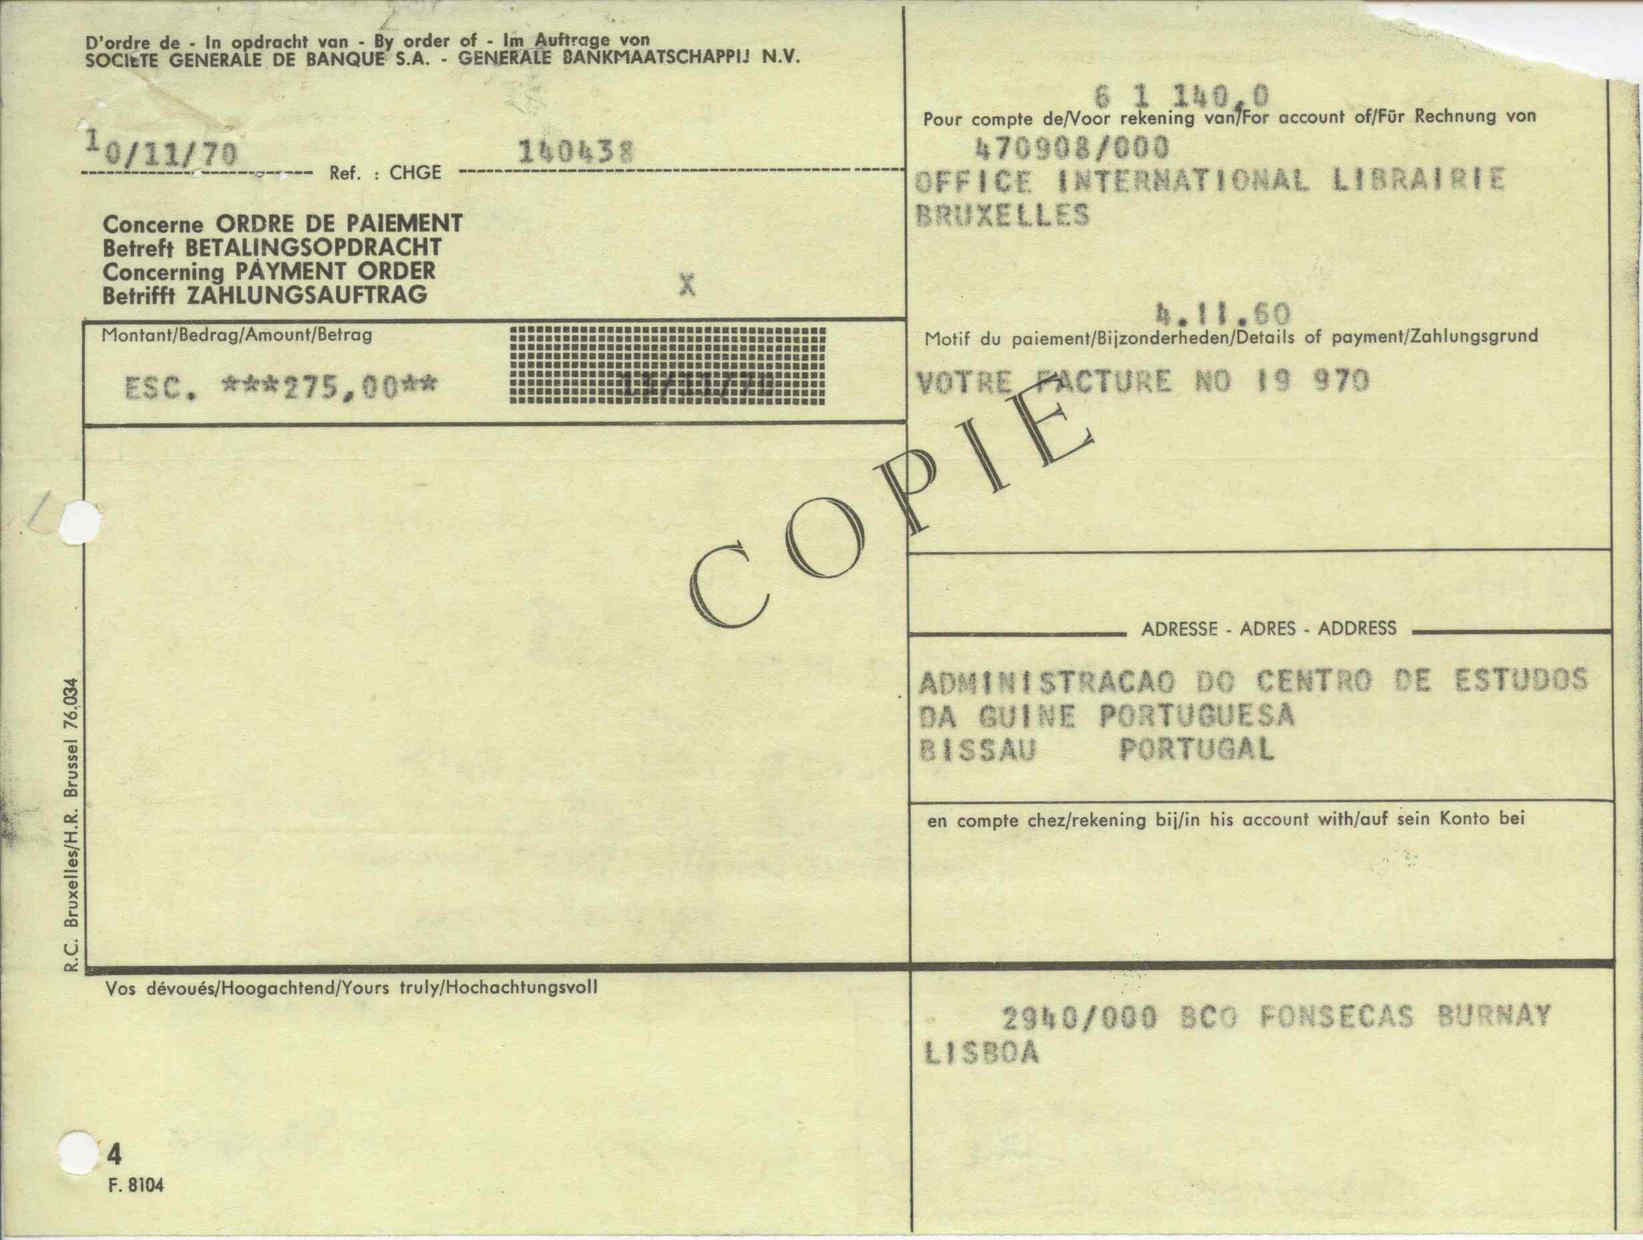 D'ordre de - In opdracht van - By order of - Im Auftrage von
SOCIETE GENERALE DE BANQUE S.A. - GENERALE BANKMAATSCHAPPIJ N.V.
10/11/70 Ref. : CHGE 140438
Concerne ORDRE DE PAIEMENT
Betreft BETALINGSOPDRACHT
Concerning PAYMENT ORDER
Betrifft ZAHLUNGSAUFTRAG
X
Montant/Bedrag/Amount/Betrag
ESC. ***275,00** 13/11/70
6 1 140,0
Pour compte de/Voor rekening van/For account of/Für Rechnung von
470908/000
OFFICE INTERNATIONAL LIBRAIRIE
BRUXELLES
4.11.60
Motif du paiement/Bijzonderheden/Details of payment/Zahlungsgrund
VOTRE FACTURE NO 19 970
COPIE
ADRESSE - ADRES - ADDRESS
ADMINISTRACAO DO CENTRO DE ESTUDOS
DA GUINE PORTUGUESA
BISSAU PORTUGAL
en compte chez/rekening bij/in his account with/auf sein Konto bei
2940/000 BCO FONSECAS BURNAY
LISBOA
R.C. Bruxelles/H.R. Brussel 76.034
Vos dévoués/Hoogachtend/Yours truly/Hochachtungsvoll
4
F. 8104